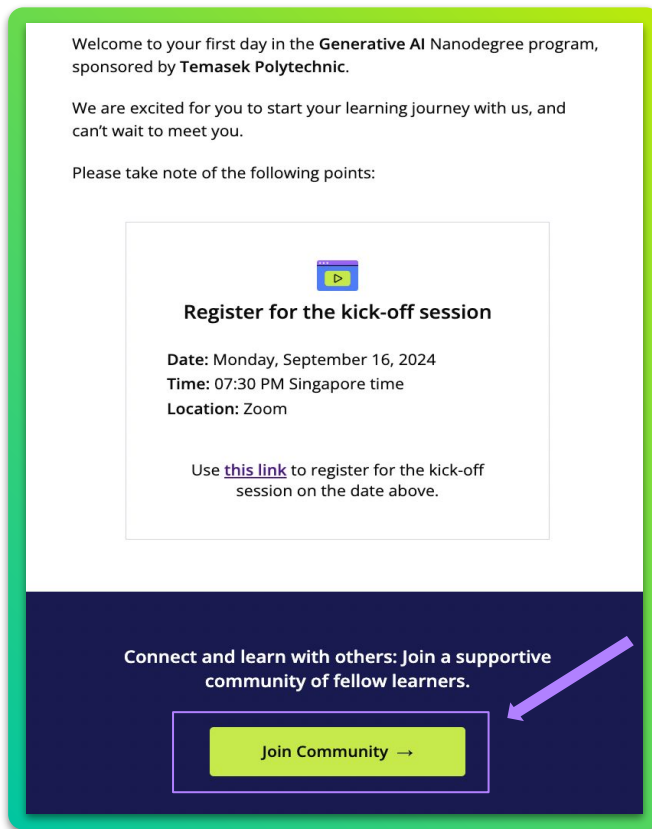 Welcome to your first day in the Generative AI Nanodegree program,
sponsored by Temasek Polytechnic.
We are excited for you to start your learning journey with us, and
can’t wait to meet you.
Please take note of the following points:
Register for the kick-off session
Date: Monday, September 16, 2024
Time: 07:30 PM Singapore time
Location: Zoom
Use this link to register for the kick-off
session on the date above.
Connect and learn with others: Join a supportive
community of fellow learners.
Join Community →